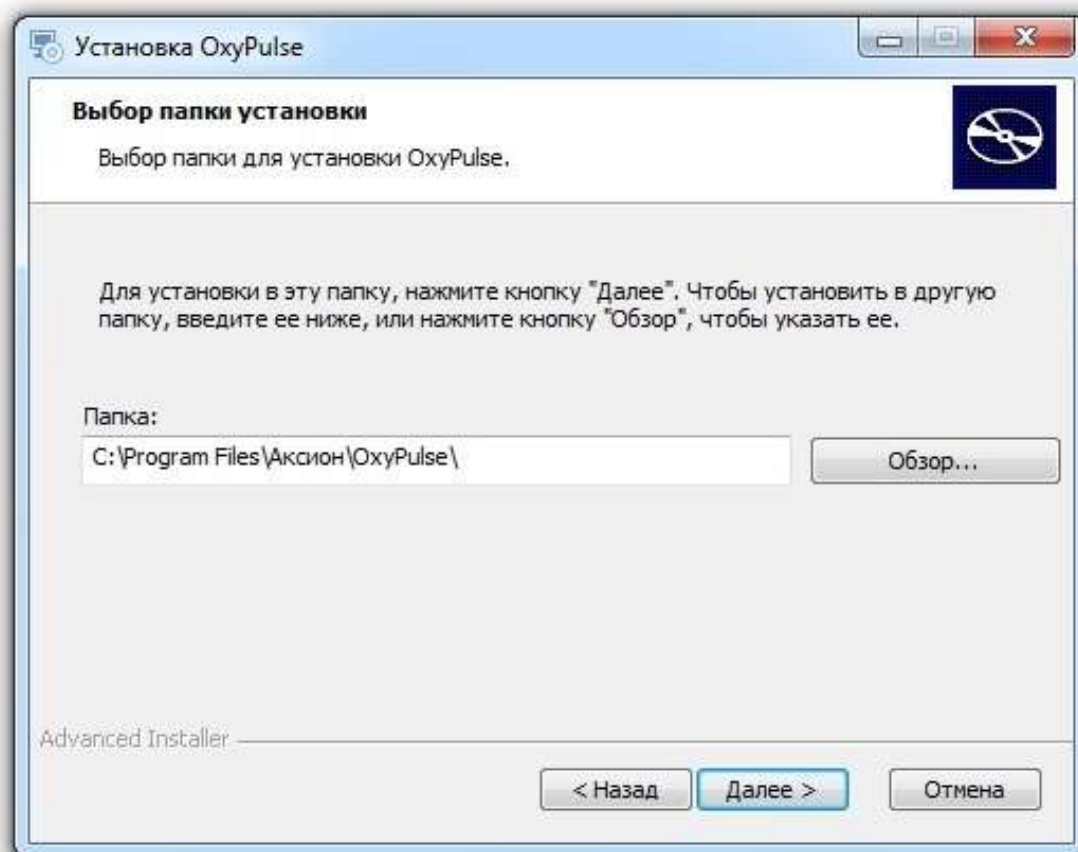 Установка OxyPulse
Выбор папки установки
Выбор папки для установки OxyPulse.
Для установки в эту папку, нажмите кнопку "Далее". Чтобы установить в другую
папку, введите ее ниже, или нажмите кнопку "Обзор", чтобы указать ее.
Папка:
C:\Program Files\Аксион\OxyPulse\
Обзор...
Advanced Installer
< Назад
Далее >
Отмена